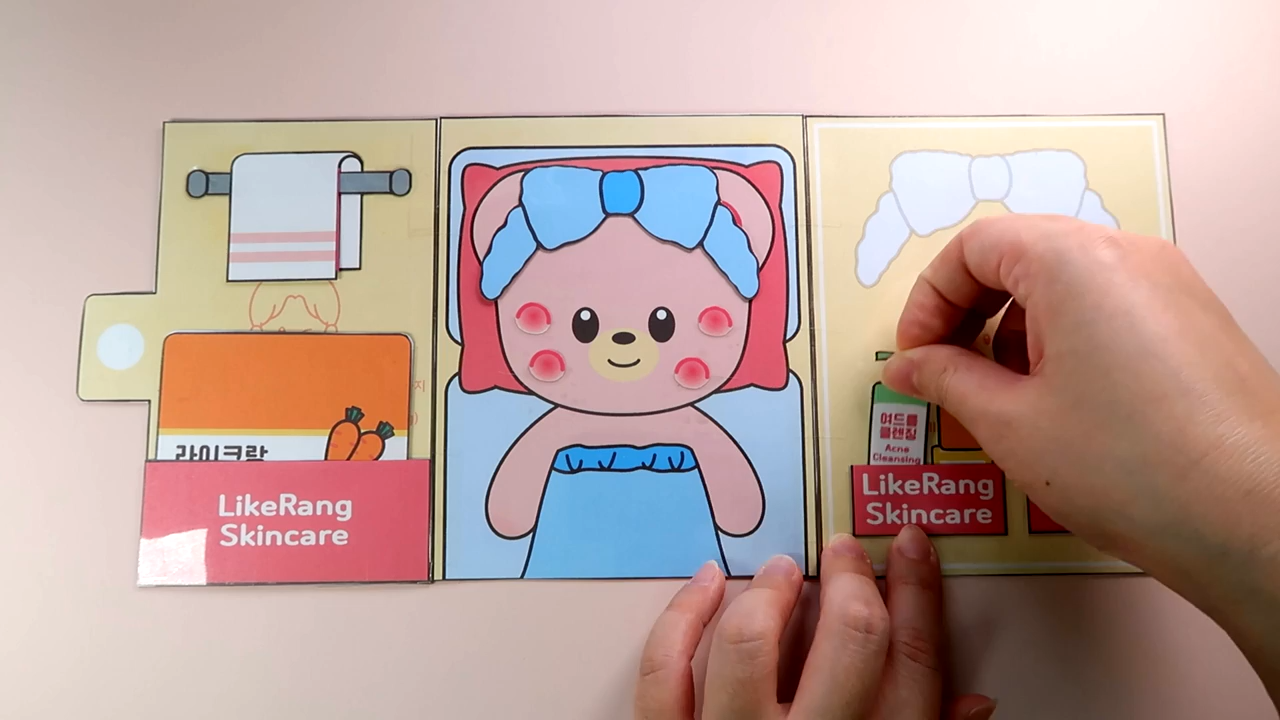 라이크랑
LikeRang
Skincare
여드름
클렌징
Acne
Cleansing
LikeRang
Skincare